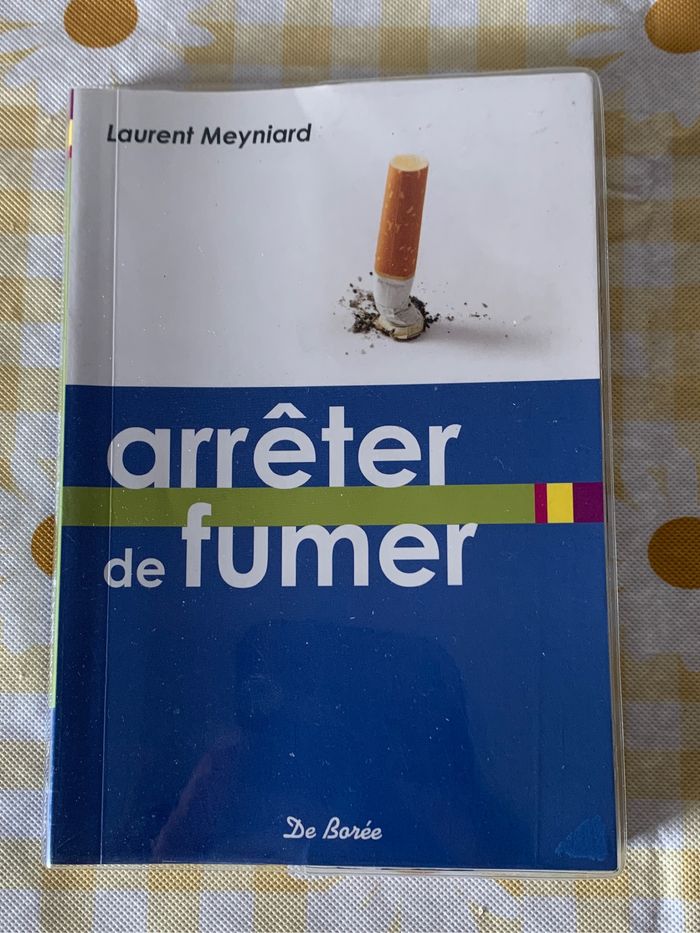 Laurent Meyniard
arrêter
de fumer
De Borée